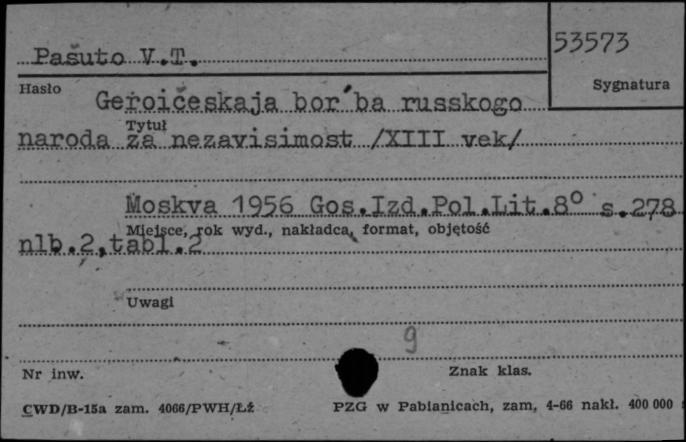 Pašuto V.T.
53573
Hasło
Sygnatura
Geroičeskaja bor'ba russkogo
Tytuł
naroda za nezavisimost /XIII vek/
Moskva 1956 Gos.Izd.Pol.Lit.8° s.278
Miejsce, rok wyd., nakładca, format, objętość
nlb.2,tabl.2
Uwagi
9
Nr inw.
Znak klas.
CWD/B-15a zam. 4066/PWH/Łź
PZG w Pabianicach, zam, 4-66 nakł. 400 000